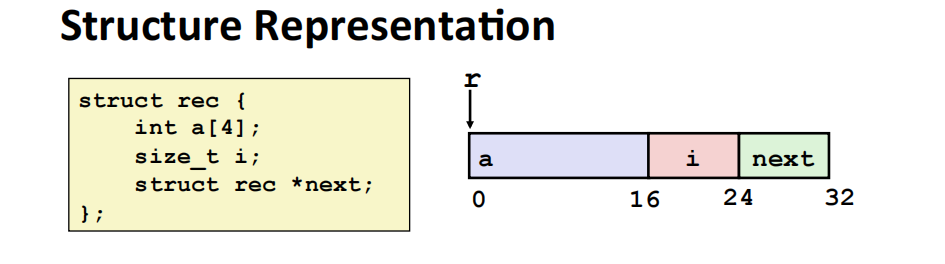 Structure Representation
struct rec {
    int a[4];
    size_t i;
    struct rec *next;
};
r
a i next
0 16 24 32